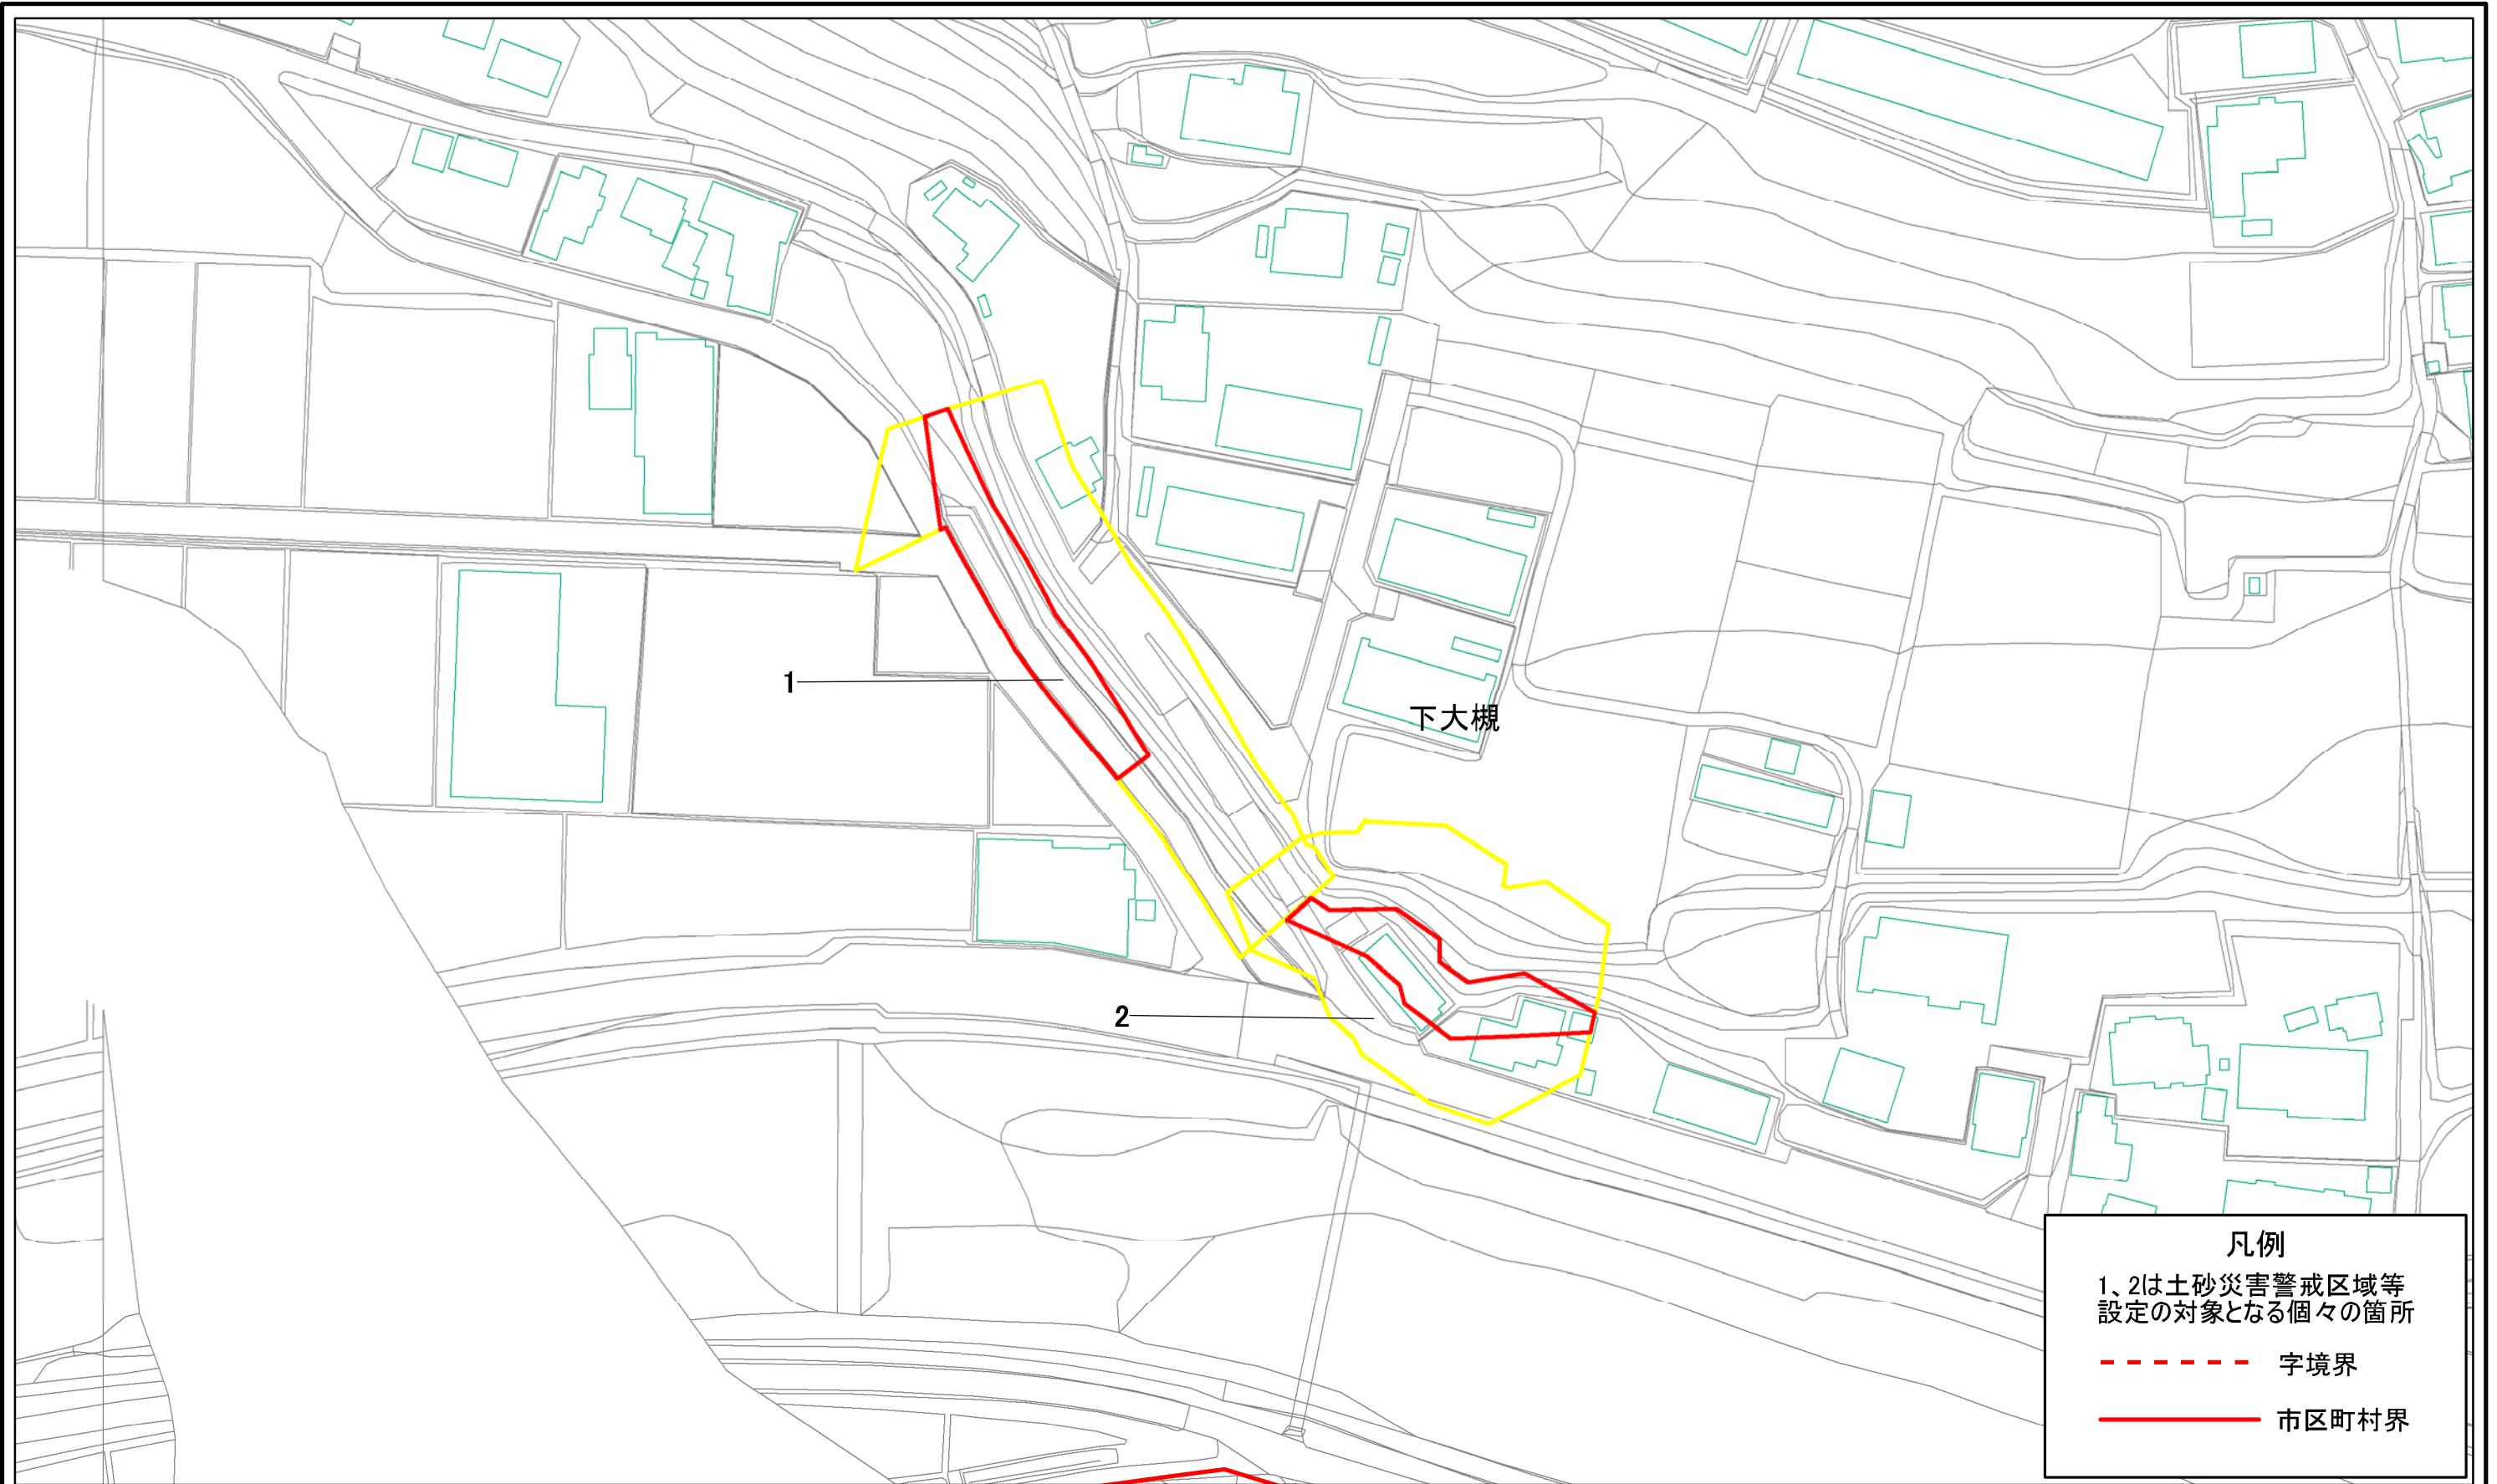 1
下大槻
2
凡例
1、2は土砂災害警戒区域等
設定の対象となる個々の箇所
字境界
市区町村界